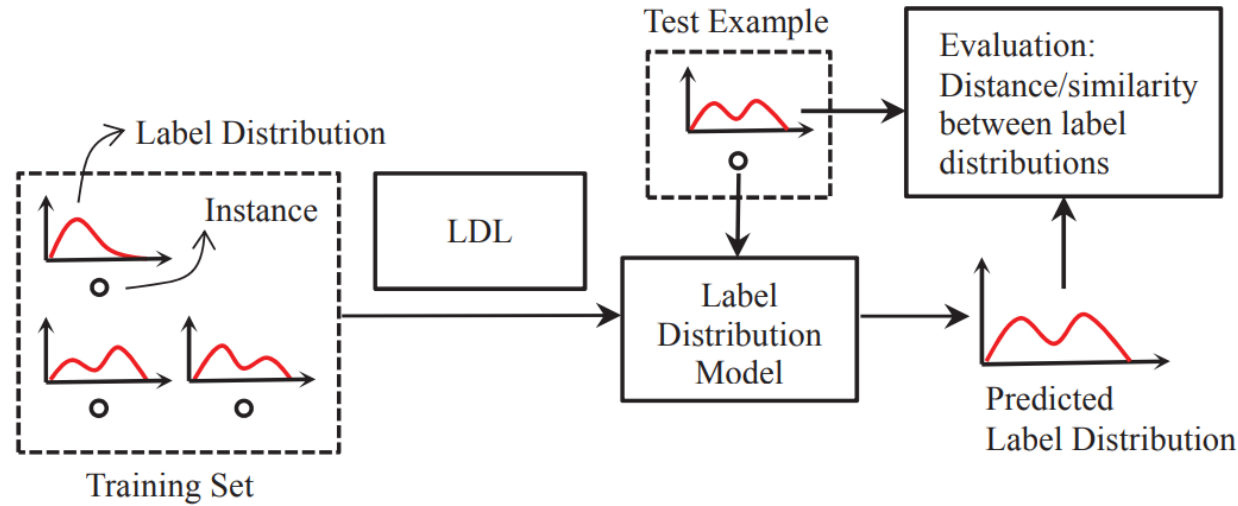 Test Example
Evaluation:
Distance/similarity
between label
distributions
Label Distribution
Instance
LDL
Label
Distribution
Model
Predicted
Label Distribution
Training Set